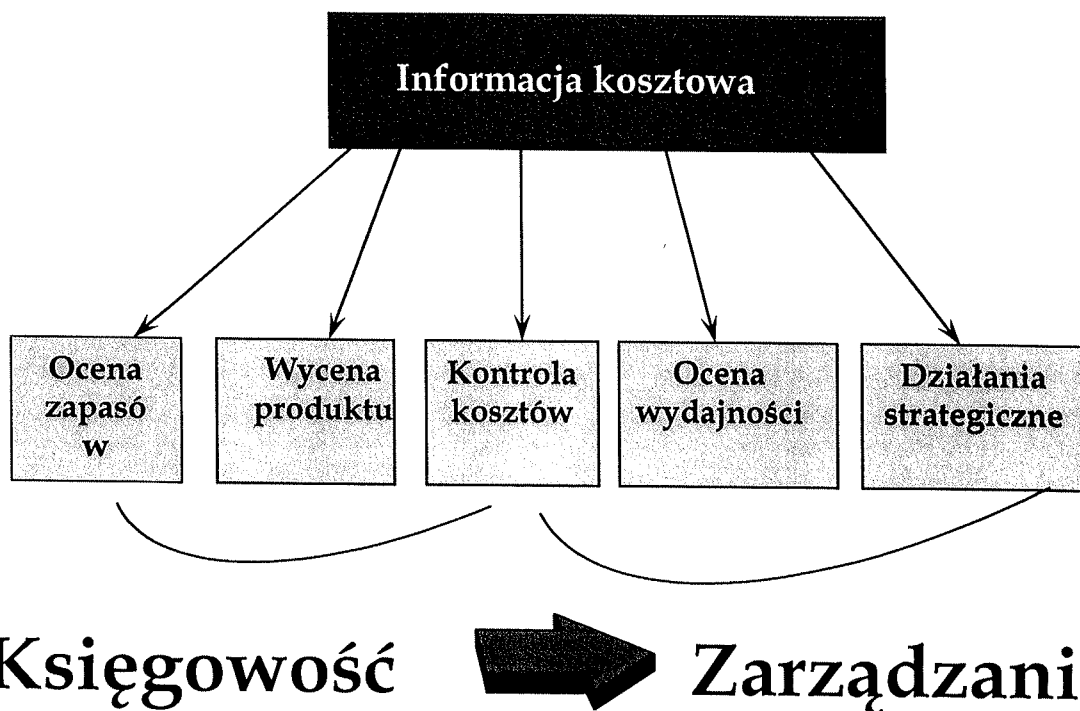 Informacja kosztowa
Ocena
zapasó
w
Wycena
produktu
Kontrola
kosztów
Ocena
wydajności
Działania
strategiczne
Księgowość
Zarządzani